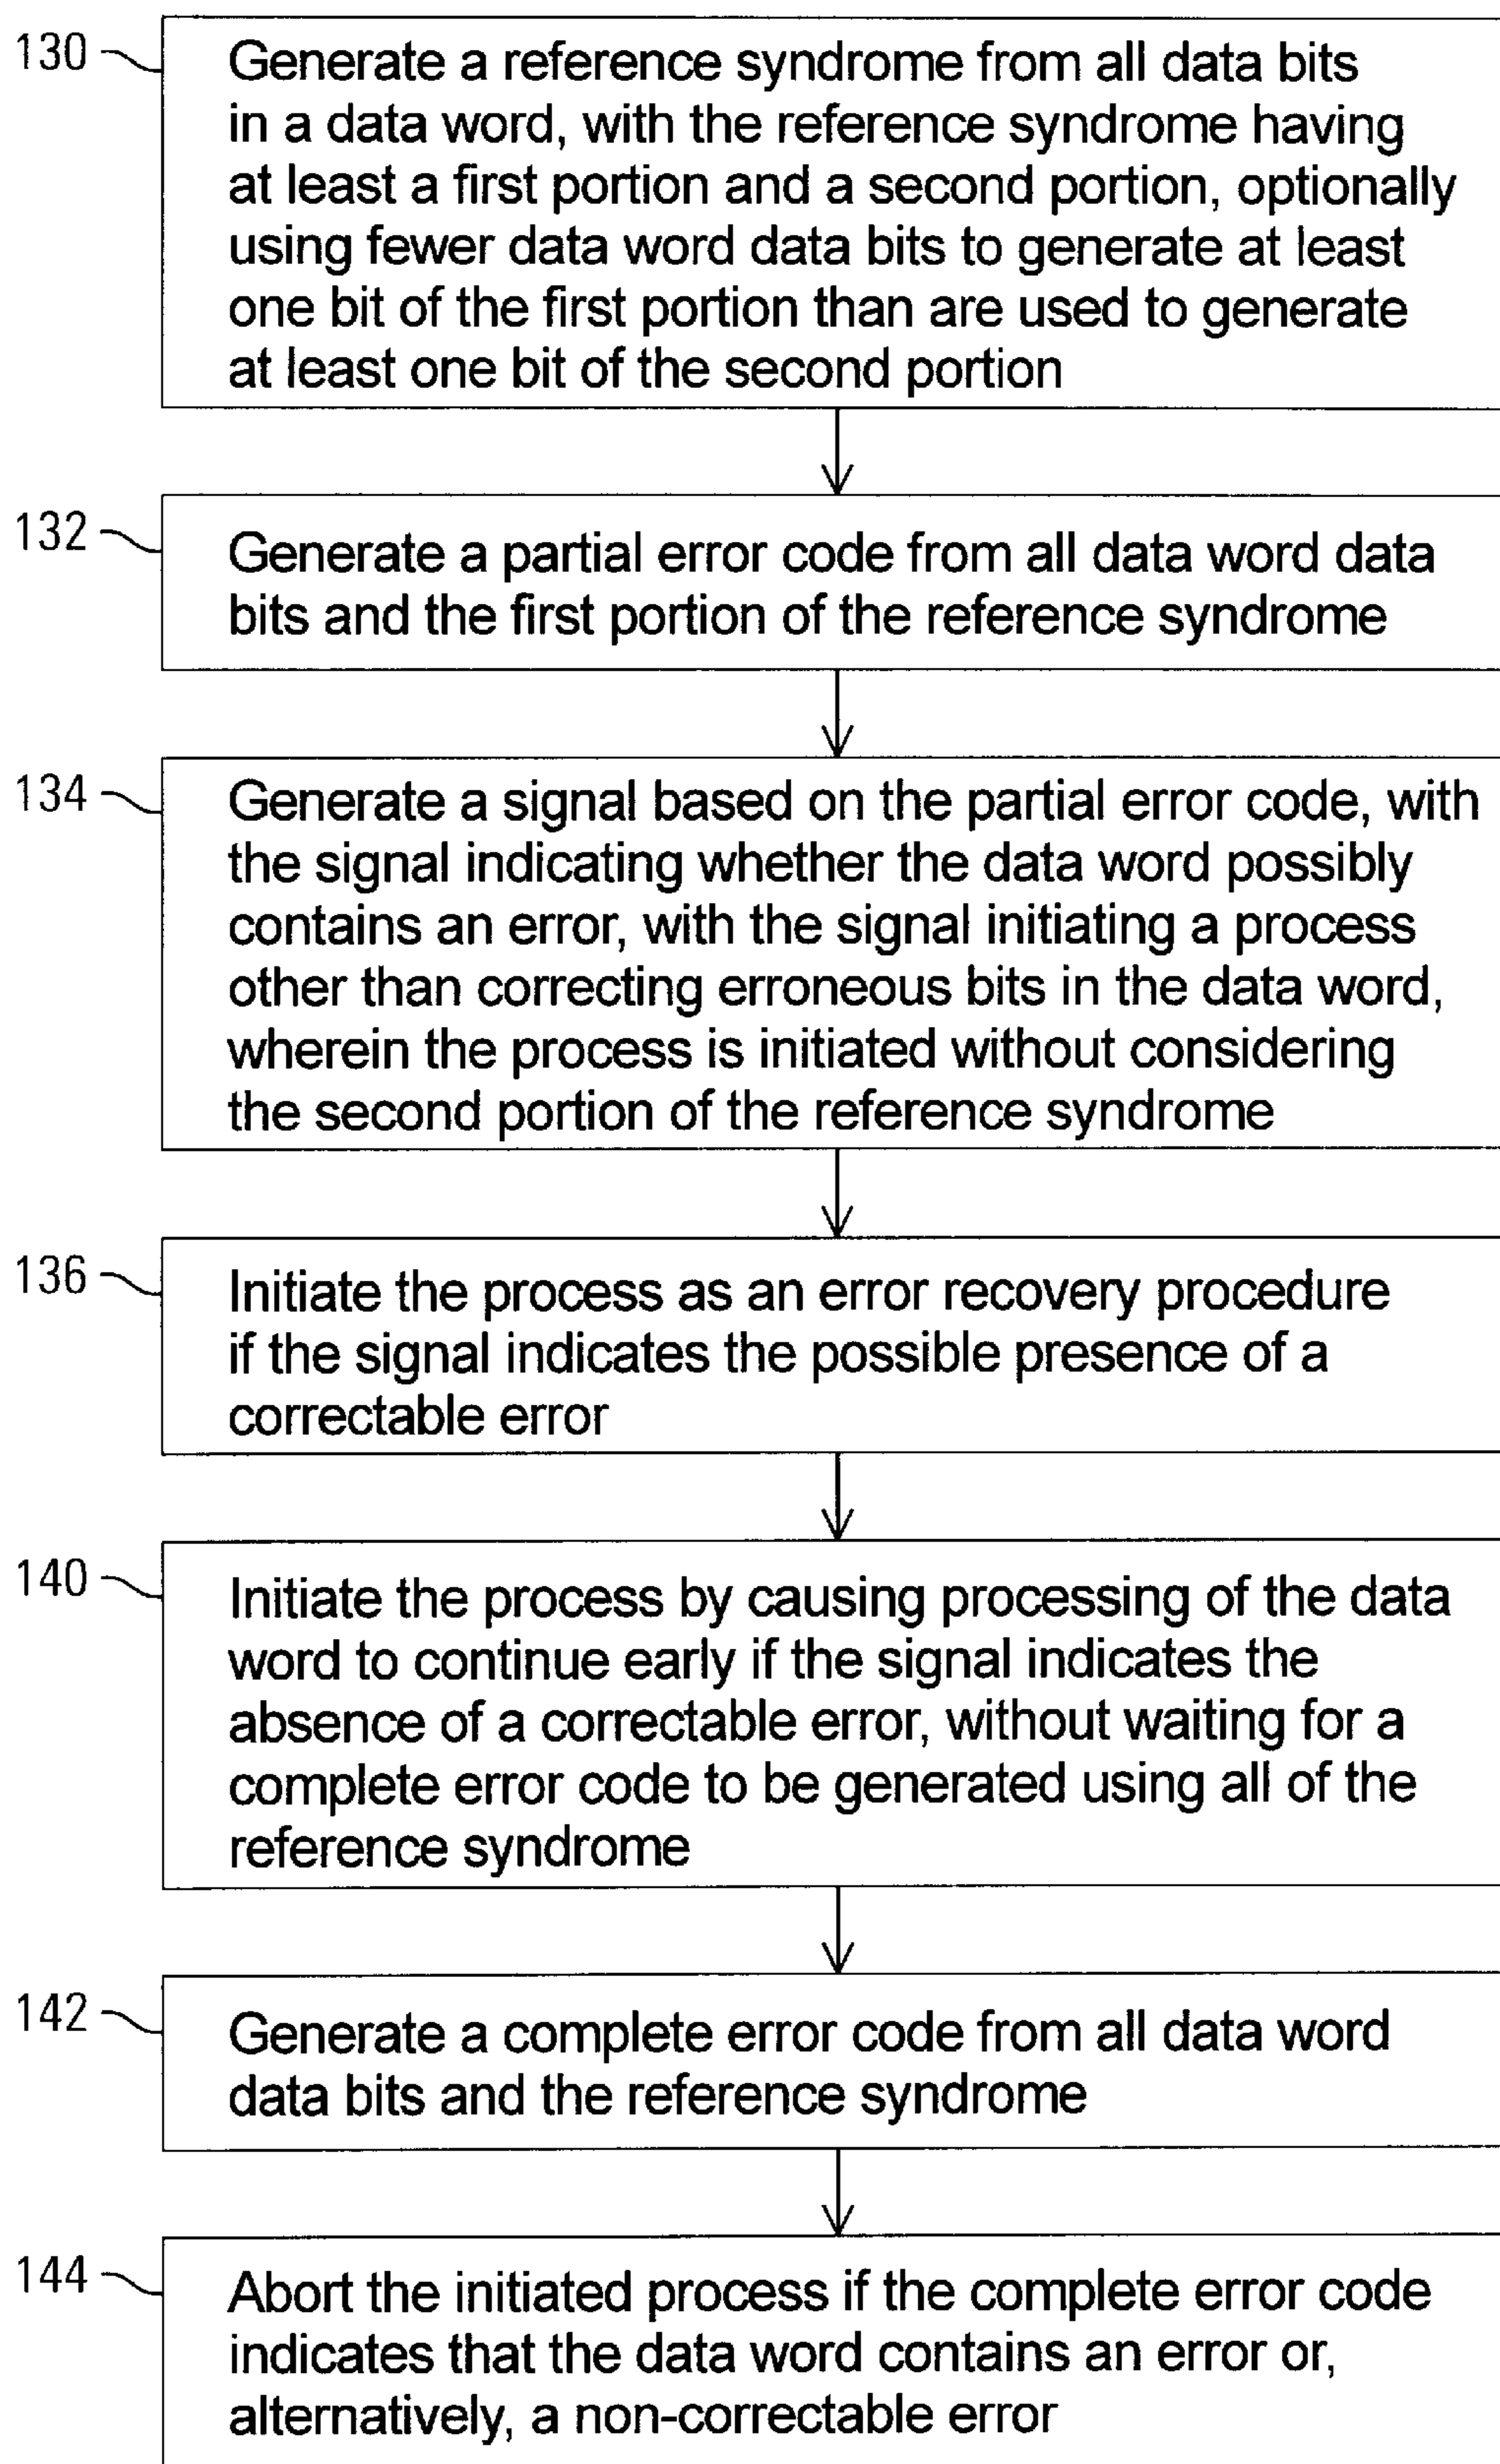 130
Generate a reference syndrome from all data bits
in a data word, with the reference syndrome having
at least a first portion and a second portion, optionally
using fewer data word data bits to generate at least
one bit of the first portion than are used to generate
at least one bit of the second portion
132
Generate a partial error code from all data word data
bits and the first portion of the reference syndrome
134
Generate a signal based on the partial error code, with
the signal indicating whether the data word possibly
contains an error, with the signal initiating a process
other than correcting erroneous bits in the data word,
wherein the process is initiated without considering
the second portion of the reference syndrome
136
Initiate the process as an error recovery procedure
if the signal indicates the possible presence of a
correctable error
140
Initiate the process by causing processing of the data
word to continue early if the signal indicates the
absence of a correctable error, without waiting for a
complete error code to be generated using all of the
reference syndrome
142
Generate a complete error code from all data word
data bits and the reference syndrome
144
Abort the initiated process if the complete error code
indicates that the data word contains an error or,
alternatively, a non-correctable error